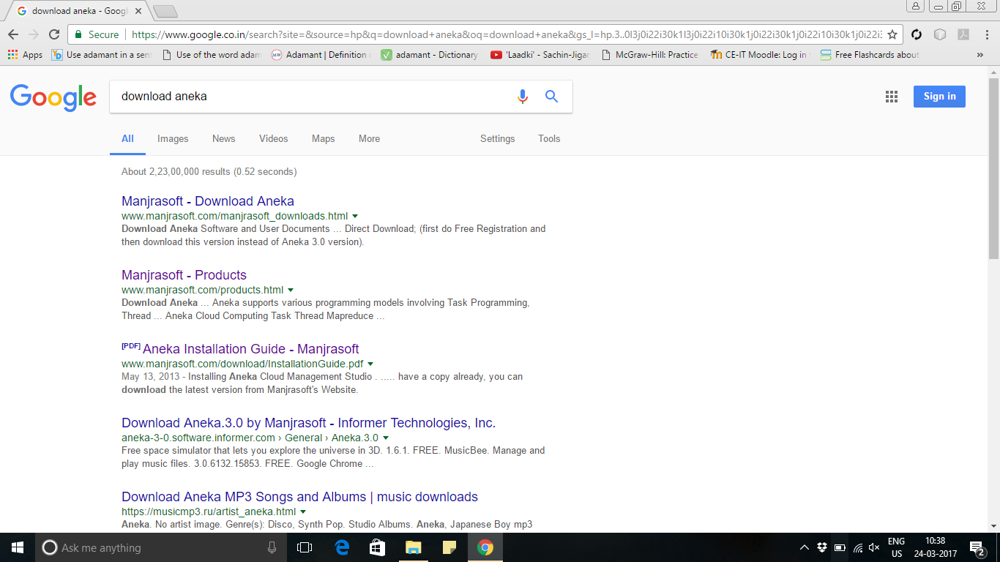 download aneka - Googl
Secure
https://www.google.co.in/search?site=&source=hp&q=download+aneka&oq=download+aneka&gs_l=hp.3..0l3j0i22i30k1l3j0i22i10i30k1j0i22i30k1j0i22i10i30k1j0i22i3
Apps
Use adamant in a sen
Use of the word adam
Adamant | Definition
adamant - Dictionary
'Laadki' - Sachin-Jigar
McGraw-Hill: Practice
CE-IT Moodle: Log in
Free Flashcards about
»
Google
download aneka
Sign in
All Images News Videos Maps More Settings Tools
About 2,23,00,000 results (0.52 seconds)
Manjrasoft - Download Aneka
www.manjrasoft.com/manjrasoft_downloads.html
Download Aneka Software and User Documents ... Direct Download; (first do Free Registration and
then download this version instead of Aneka 3.0 version).
Manjrasoft - Products
www.manjrasoft.com/products.html
Download Aneka ... Aneka supports various programming models involving Task Programming,
Thread ... Aneka Cloud Computing Task Thread Mapreduce ...
[PDF] Aneka Installation Guide - Manjrasoft
www.manjrasoft.com/download/InstallationGuide.pdf
May 13, 2013 - Installing Aneka Cloud Management Studio . ..... have a copy already, you can
download the latest version from Manjrasoft's Website.
Download Aneka.3.0 by Manjrasoft - Informer Technologies, Inc.
aneka-3-0.software.informer.com › General › Aneka.3.0
Free space simulator that lets you explore the universe in 3D. 1.6.1. FREE. MusicBee. Manage and
play music files. 3.0.6132.15853. FREE. Google Chrome ...
Download Aneka MP3 Songs and Albums | music downloads
https://musicmp3.ru/artist_aneka.html
Aneka. No artist image. Genre(s): Disco, Synth Pop. Studio Albums. Aneka, Japanese Boy mp3
Ask me anything
ENG
US
10:38
24-03-2017
2